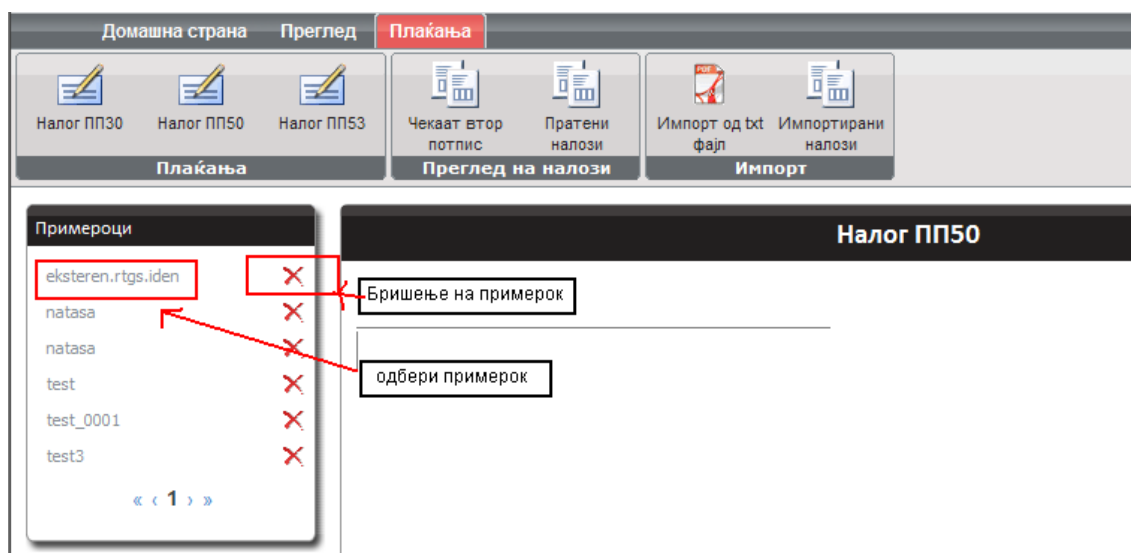 Домашна страна Преглед Плаќања
Налог ПП30 Налог ПП50 Налог ПП53 Чекаат втор Пратени Импорт од txt Импортирани
потпис налози фајл налози
Плаќања Преглед на налози Импорт
Примероци
Налог ПП50
eksteren.rtgs.iden
Бришење на примерок
natasa
natasa
одбери примерок
test
test_0001
test3
« ‹ 1 › »